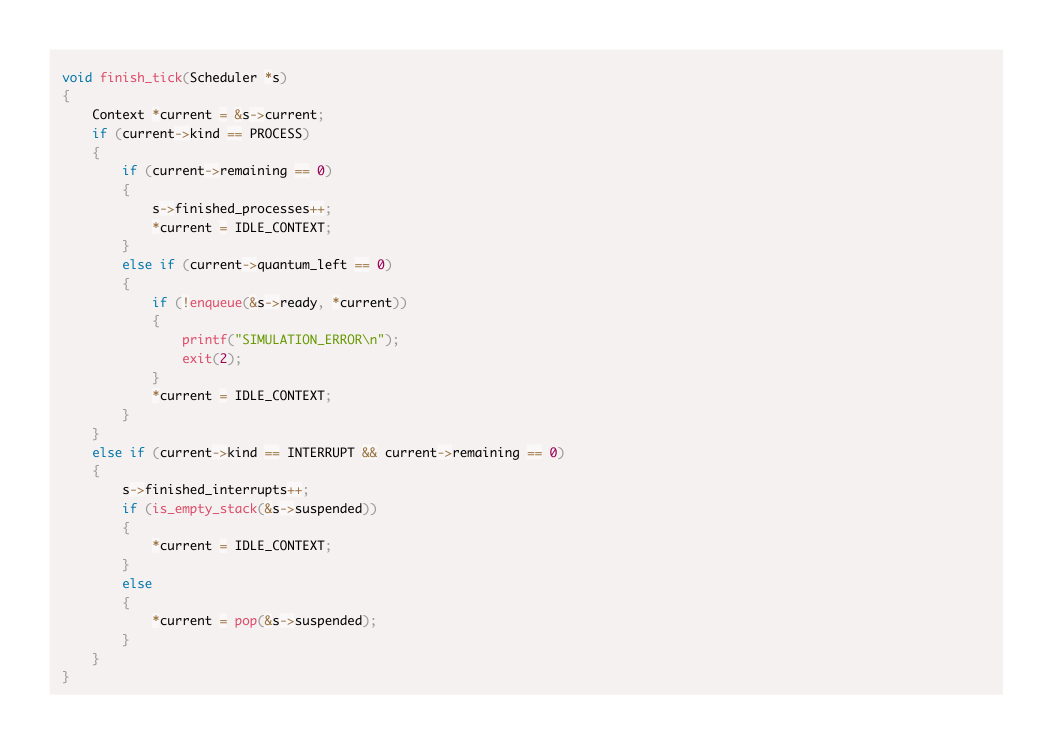 void finish_tick(Scheduler *s)
{
    Context *current = &s->current;
    if (current->kind == PROCESS)
    {
        if (current->remaining == 0)
        {
            s->finished_processes++;
            *current = IDLE_CONTEXT;
        }
        else if (current->quantum_left == 0)
        {
            if (!enqueue(&s->ready, *current))
            {
                printf("SIMULATION_ERROR\n");
                exit(2);
            }
            *current = IDLE_CONTEXT;
        }
    }
    else if (current->kind == INTERRUPT && current->remaining == 0)
    {
        s->finished_interrupts++;
        if (is_empty_stack(&s->suspended))
        {
            *current = IDLE_CONTEXT;
        }
        else
        {
            *current = pop(&s->suspended);
        }
    }
}